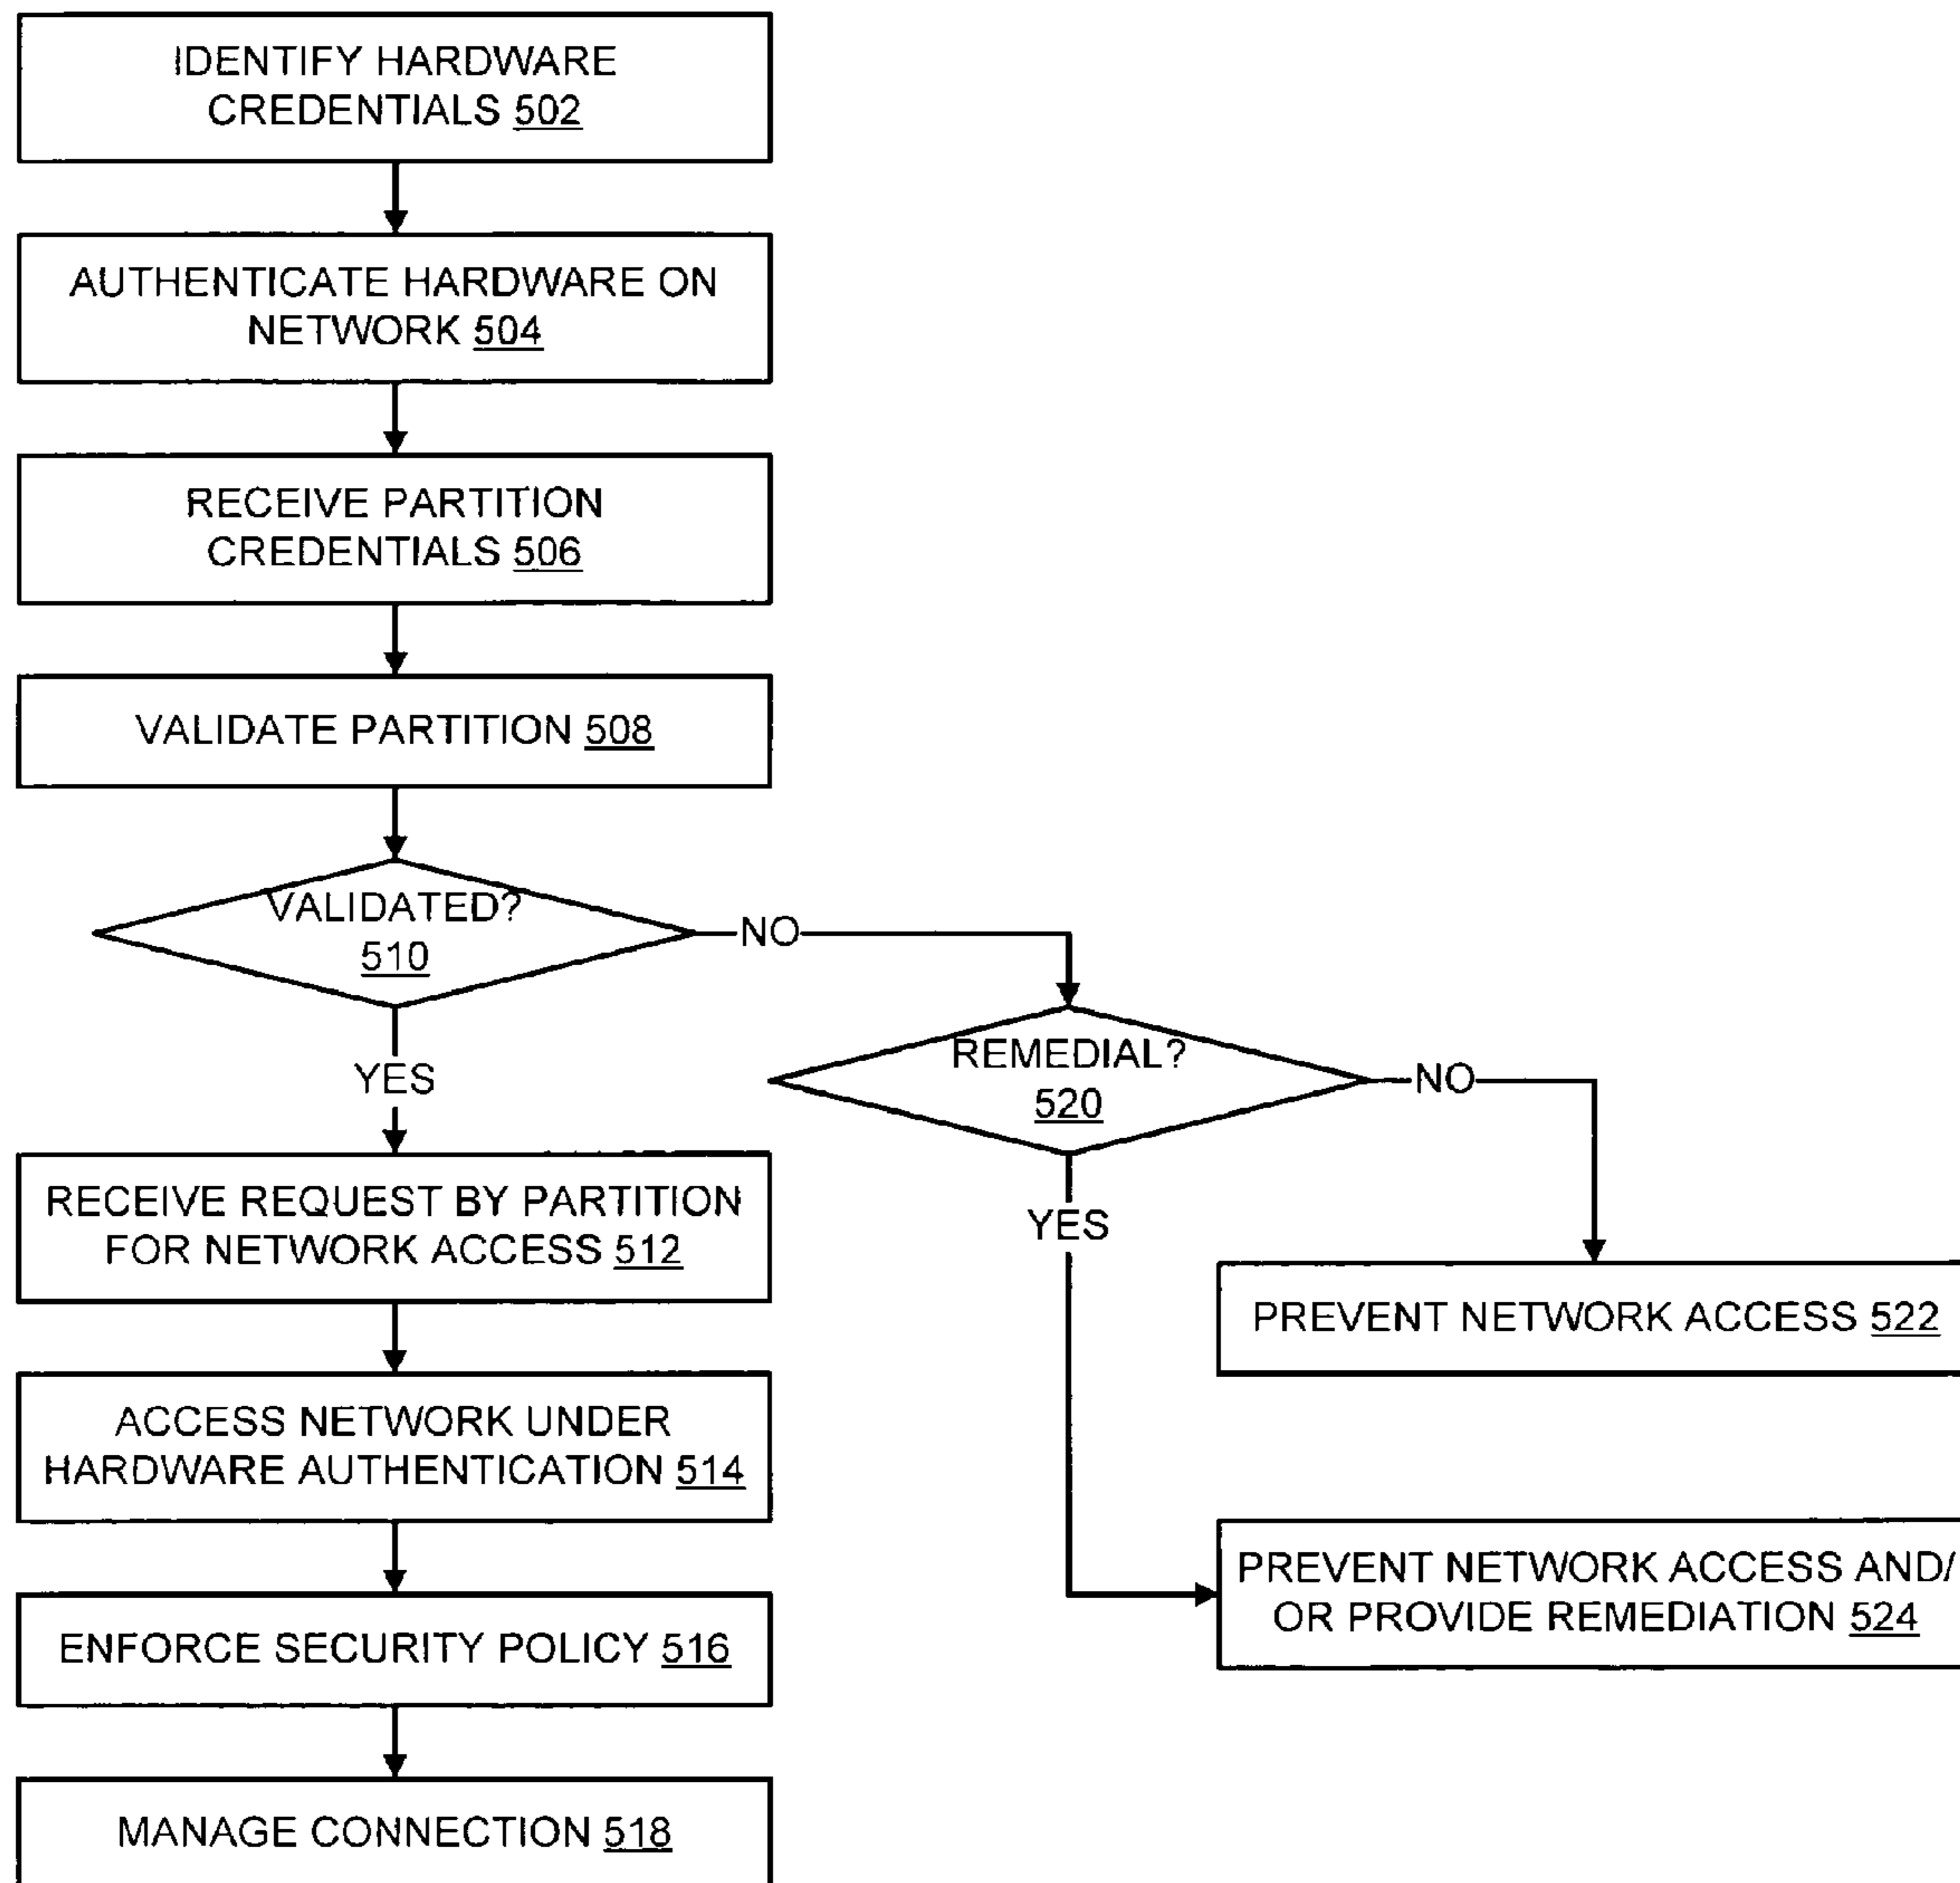 IDENTIFY HARDWARE
CREDENTIALS 502
AUTHENTICATE HARDWARE ON
NETWORK 504
RECEIVE PARTITION
CREDENTIALS 506
VALIDATE PARTITION 508
VALIDATED?
510
NO
YES
REMEDIAL?
520
NO
YES
RECEIVE REQUEST BY PARTITION
FOR NETWORK ACCESS 512
ACCESS NETWORK UNDER
HARDWARE AUTHENTICATION 514
ENFORCE SECURITY POLICY 516
MANAGE CONNECTION 518
PREVENT NETWORK ACCESS 522
PREVENT NETWORK ACCESS AND/
OR PROVIDE REMEDIATION 524